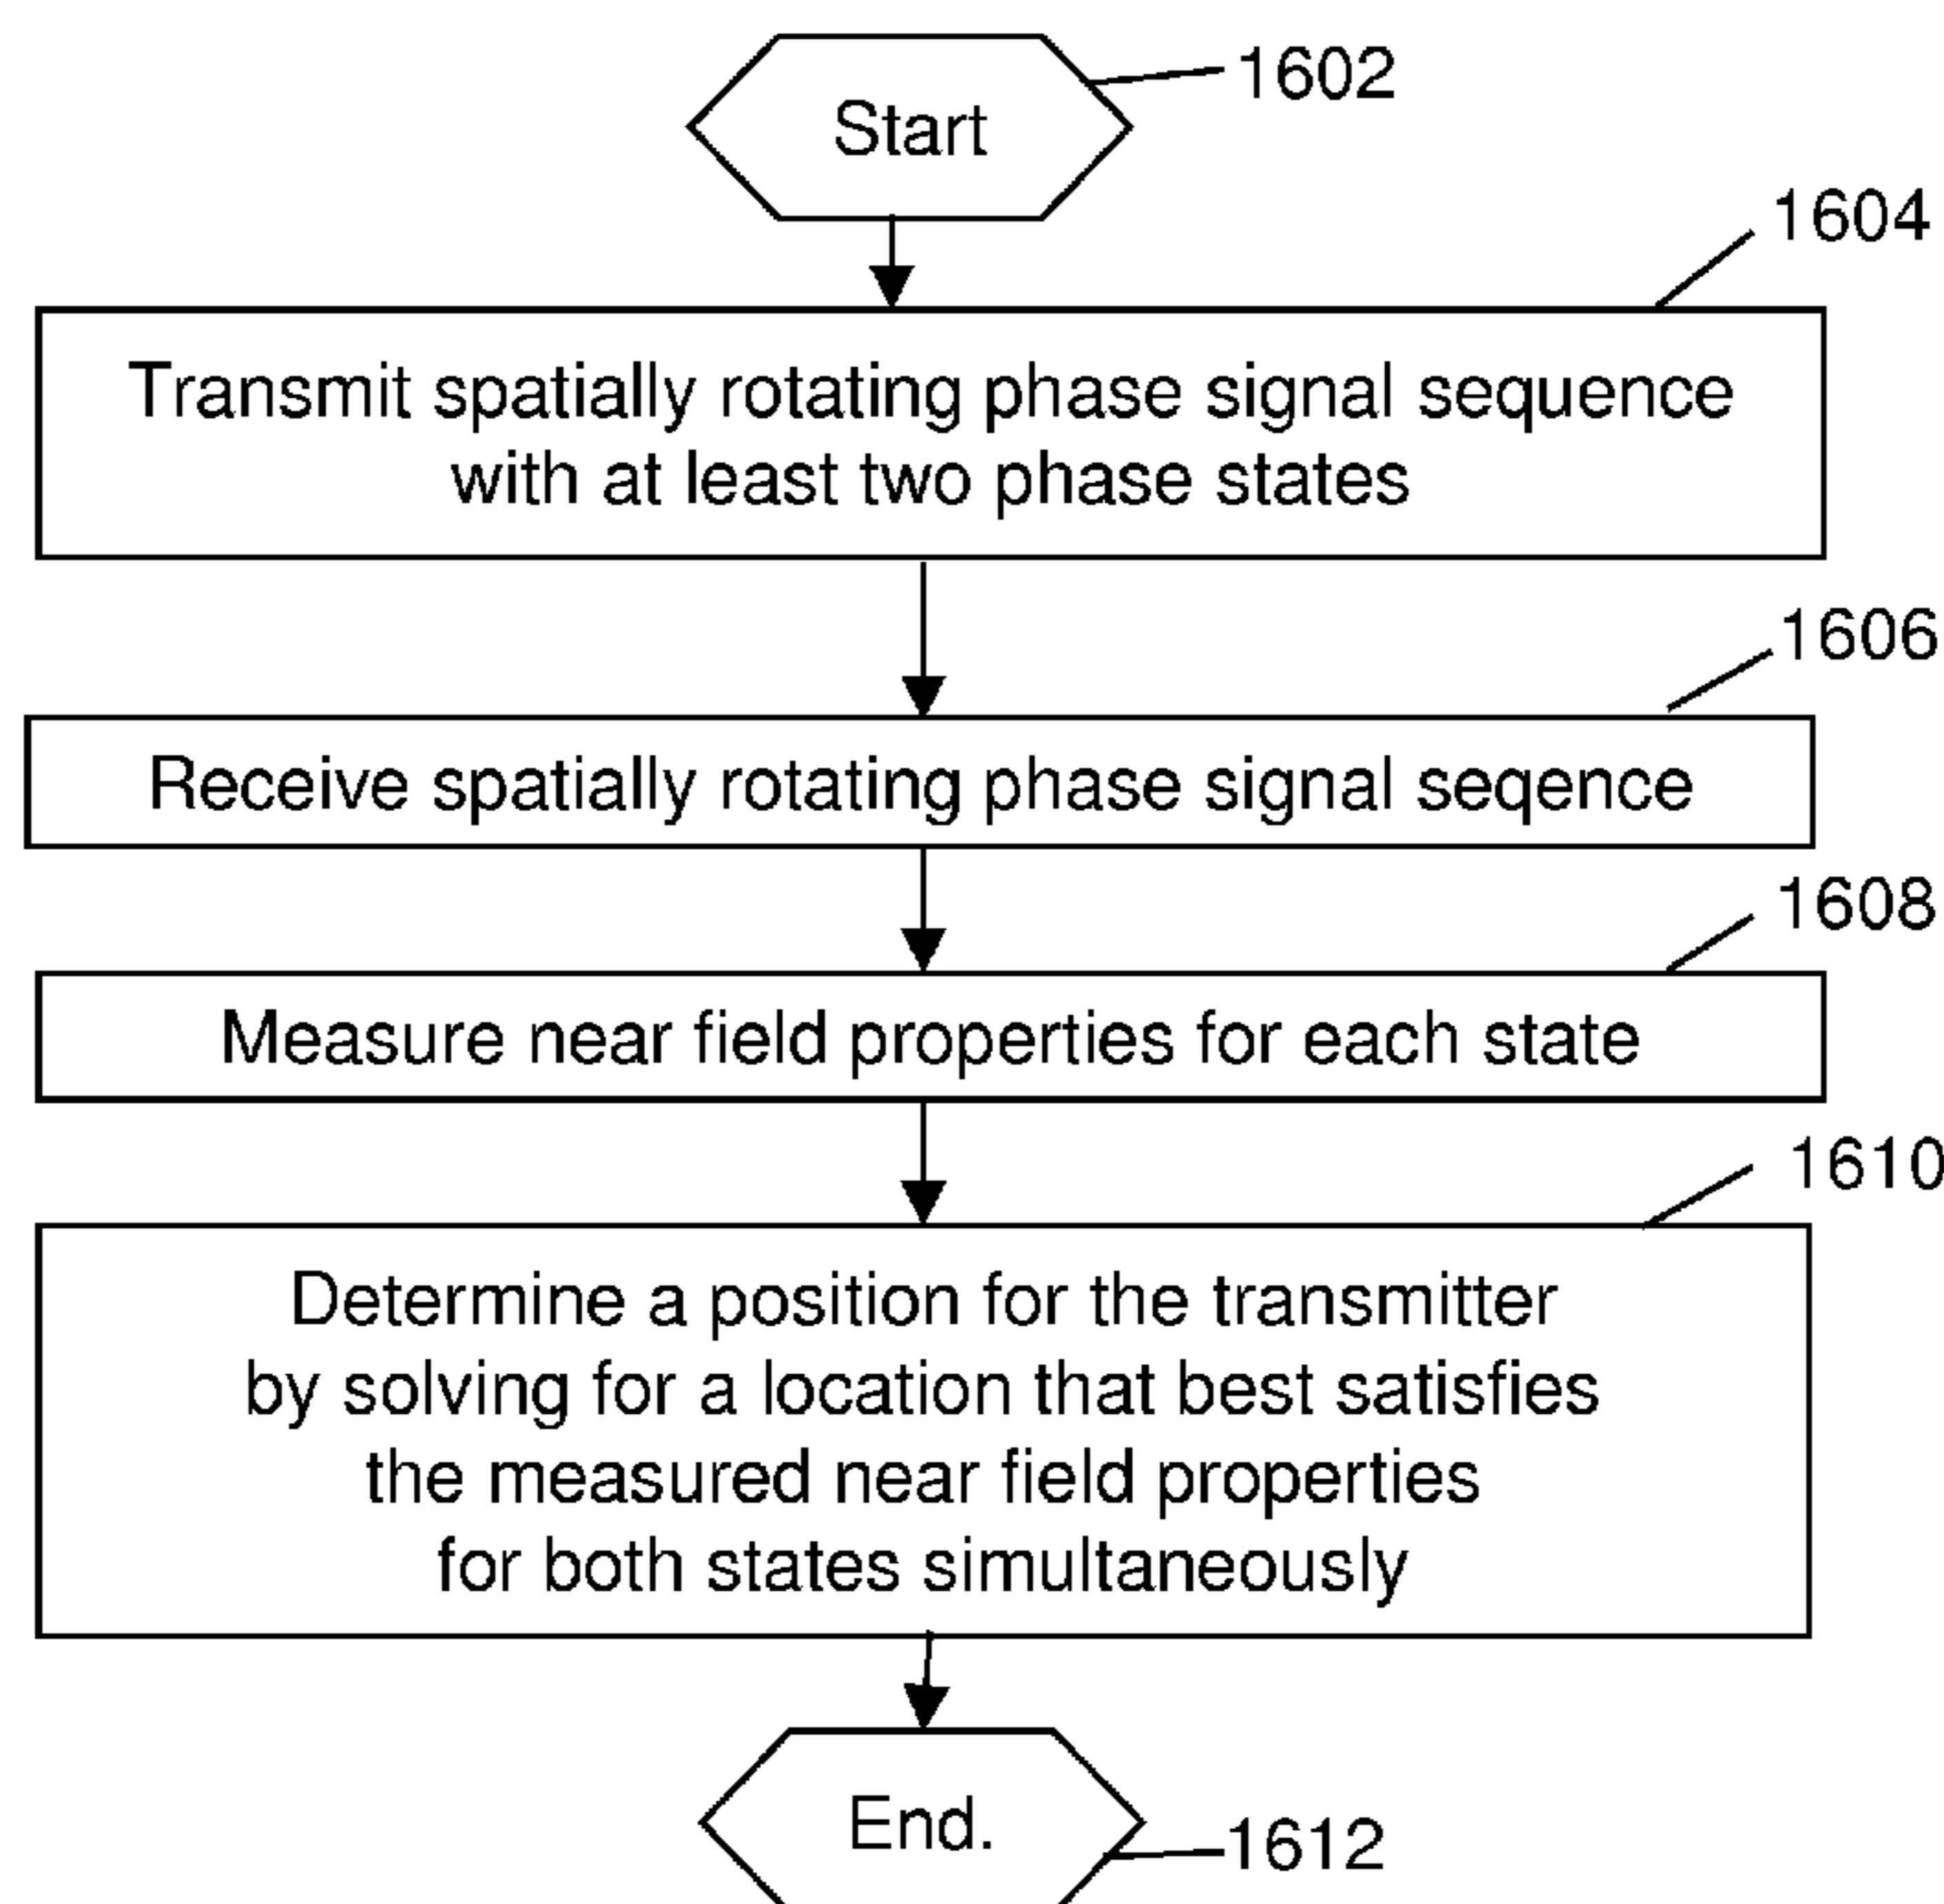 Start
1602
1604
Transmit spatially rotating phase signal sequence
with at least two phase states
1606
Receive spatially rotating phase signal seqence
1608
Measure near field properties for each state
1610
Determine a position for the transmitter
by solving for a location that best satisfies
the measured near field properties
for both states simultaneously
End.
1612